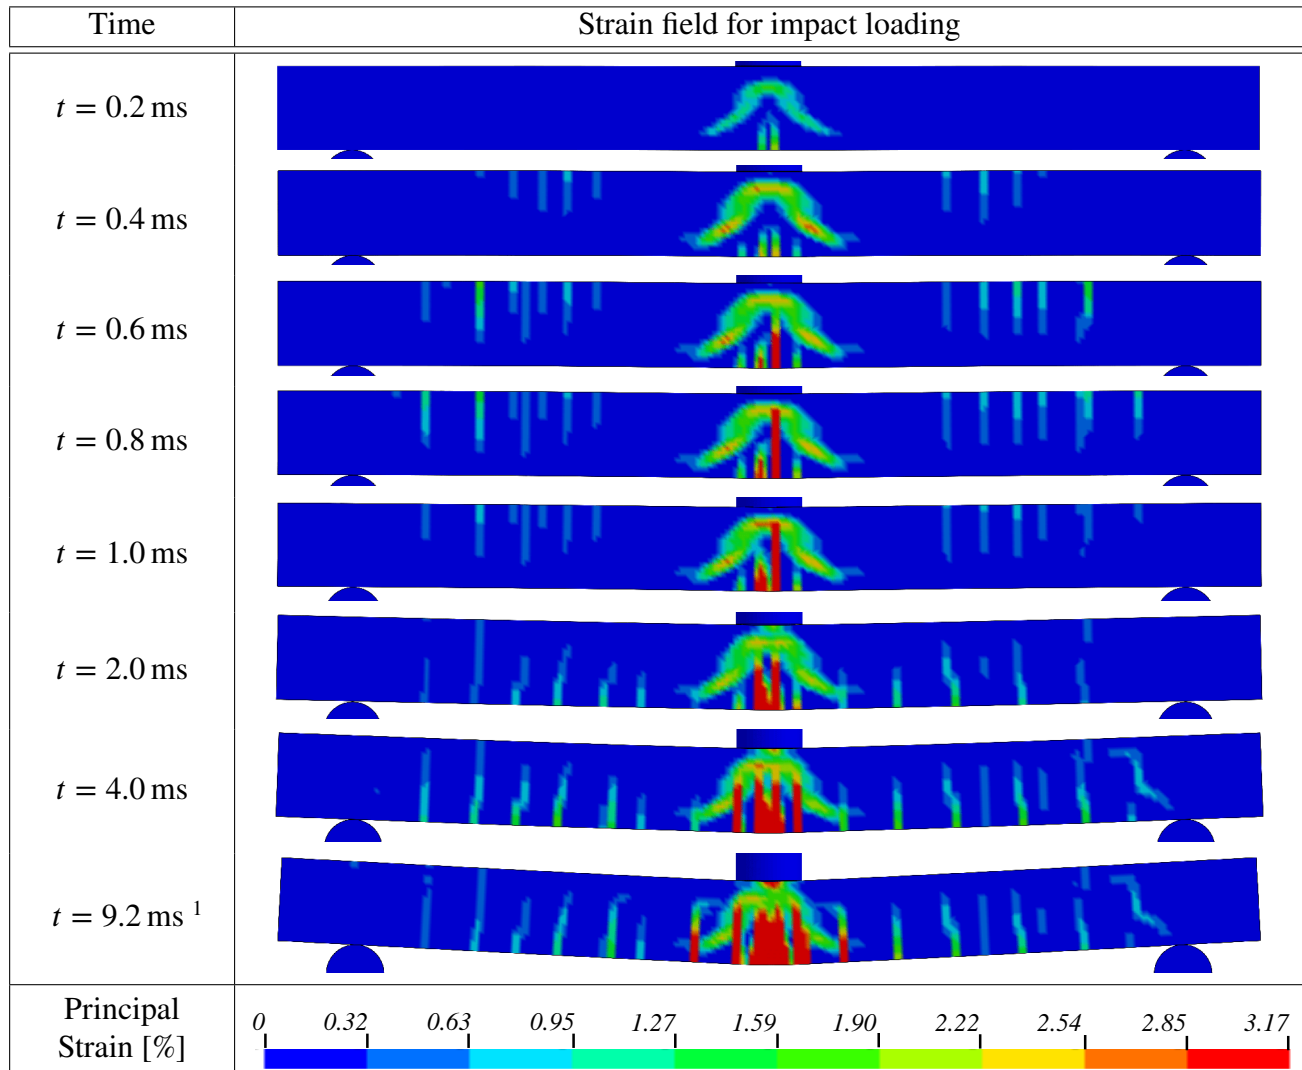 Time Strain field for impact loading
t = 0.2 ms
t = 0.4 ms
t = 0.6 ms
t = 0.8 ms
t = 1.0 ms
t = 2.0 ms
t = 4.0 ms
t = 9.2 ms ¹
Principal
Strain [%]
0 0.32 0.63 0.95 1.27 1.59 1.90 2.22 2.54 2.85 3.17